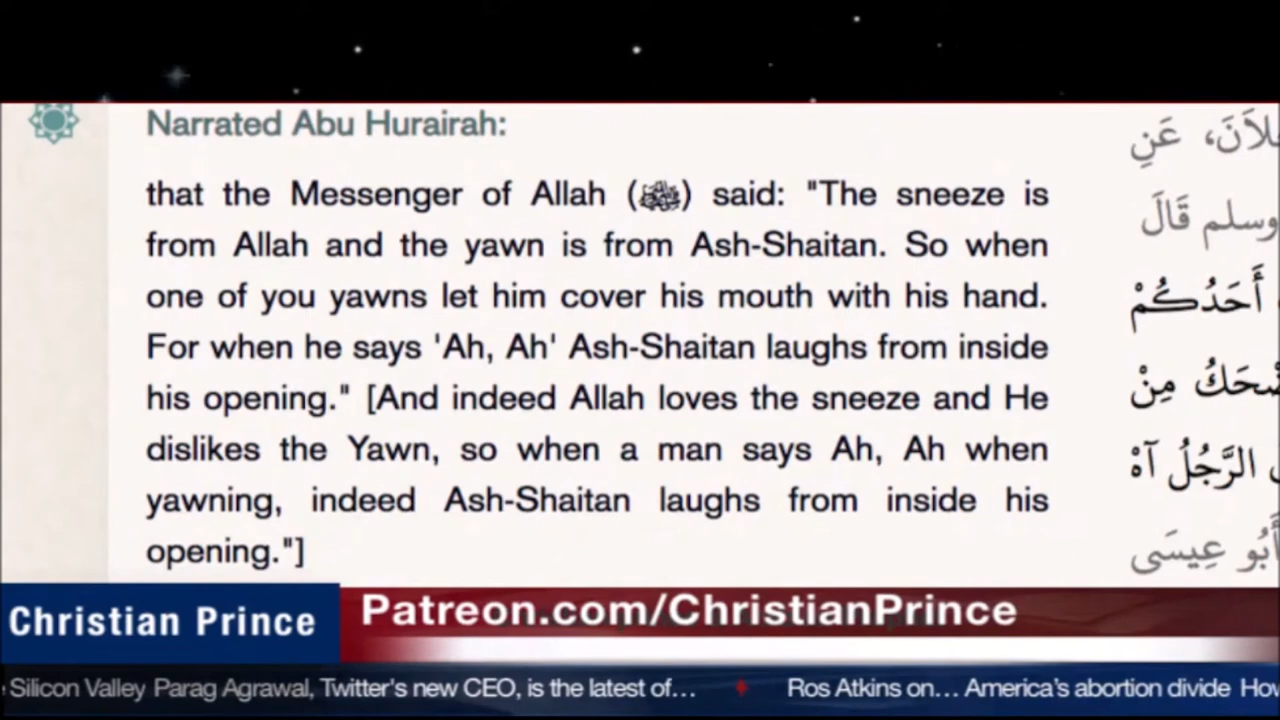 Narrated Abu Hurairah:
that the Messenger of Allah (ﷺ) said: "The sneeze is
from Allah and the yawn is from Ash-Shaitan. So when
one of you yawns let him cover his mouth with his hand.
For when he says 'Ah, Ah' Ash-Shaitan laughs from inside
his opening." [And indeed Allah loves the sneeze and He
dislikes the Yawn, so when a man says Ah, Ah when
yawning, indeed Ash-Shaitan laughs from inside his
opening."]
، عَنِ
وسلم قَالَ
أَحَدُكُمْ
مِنْ
الرَّجُلُ آهْ
أَبُو عِيسَى
Christian Prince
Patreon.com/ChristianPrince
Silicon Valley Parag Agrawal, Twitter's new CEO, is the latest of… ♦ Ros Atkins on… America's abortion divide